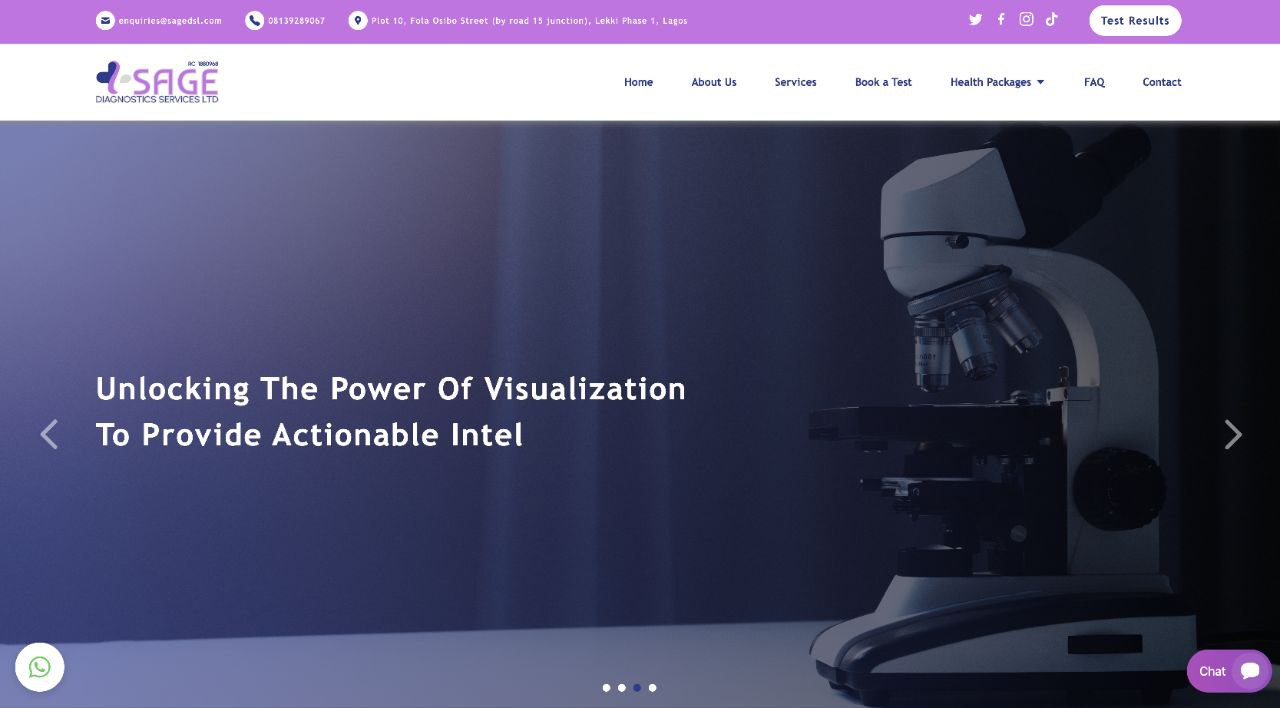 enquiries@sagedsl.com 08139289067 Plot 10, Fola Osibo Street (by road 15 junction), Lekki Phase 1, Lagos Test Results
RC 1880968
SAGE
DIAGNOSTICS SERVICES LTD
Home About Us Services Book a Test Health Packages FAQ Contact
Unlocking The Power Of Visualization
To Provide Actionable Intel
Chat